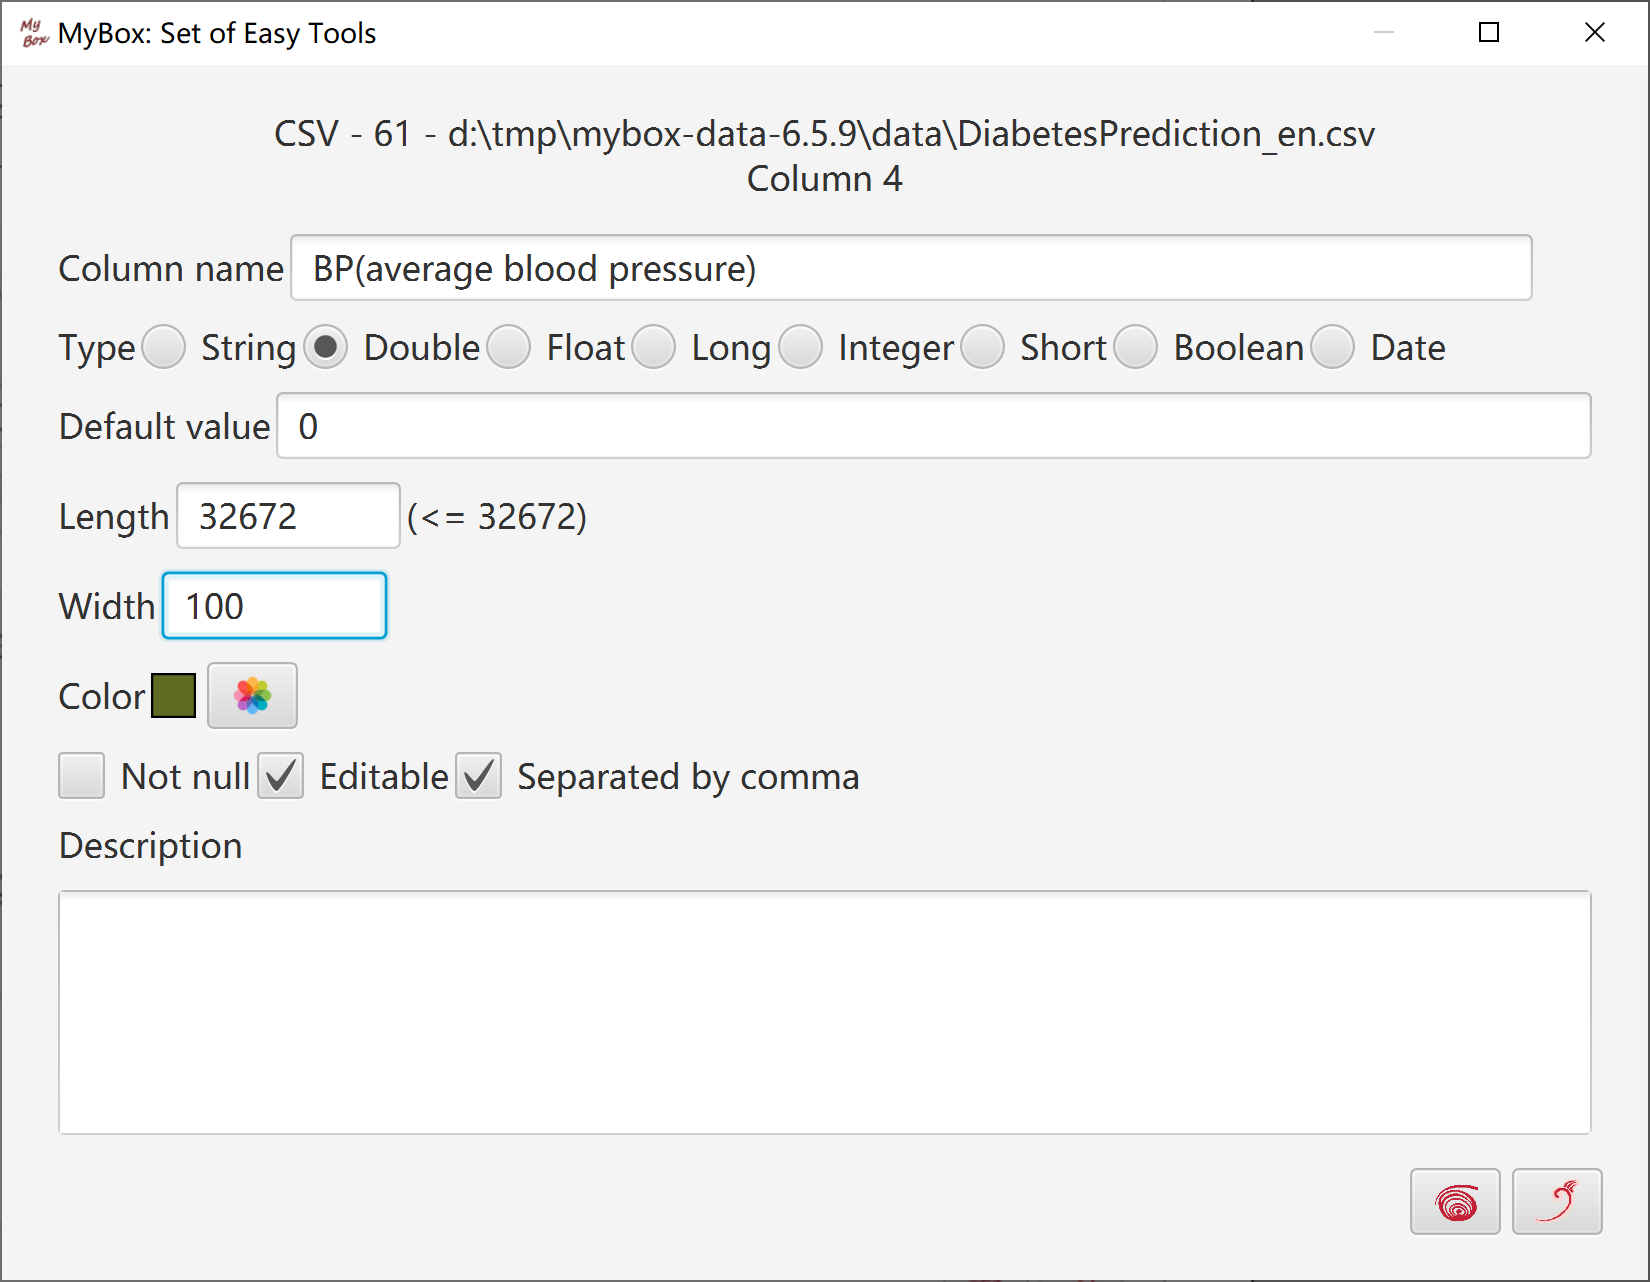 My Box MyBox: Set of Easy Tools
CSV - 61 - d:\tmp\mybox-data-6.5.9\data\DiabetesPrediction_en.csv
Column 4
Column name BP(average blood pressure)
Type String Double Float Long Integer Short Boolean Date
Default value 0
Length 32672 (<= 32672)
Width 100
Color
Not null Editable Separated by comma
Description